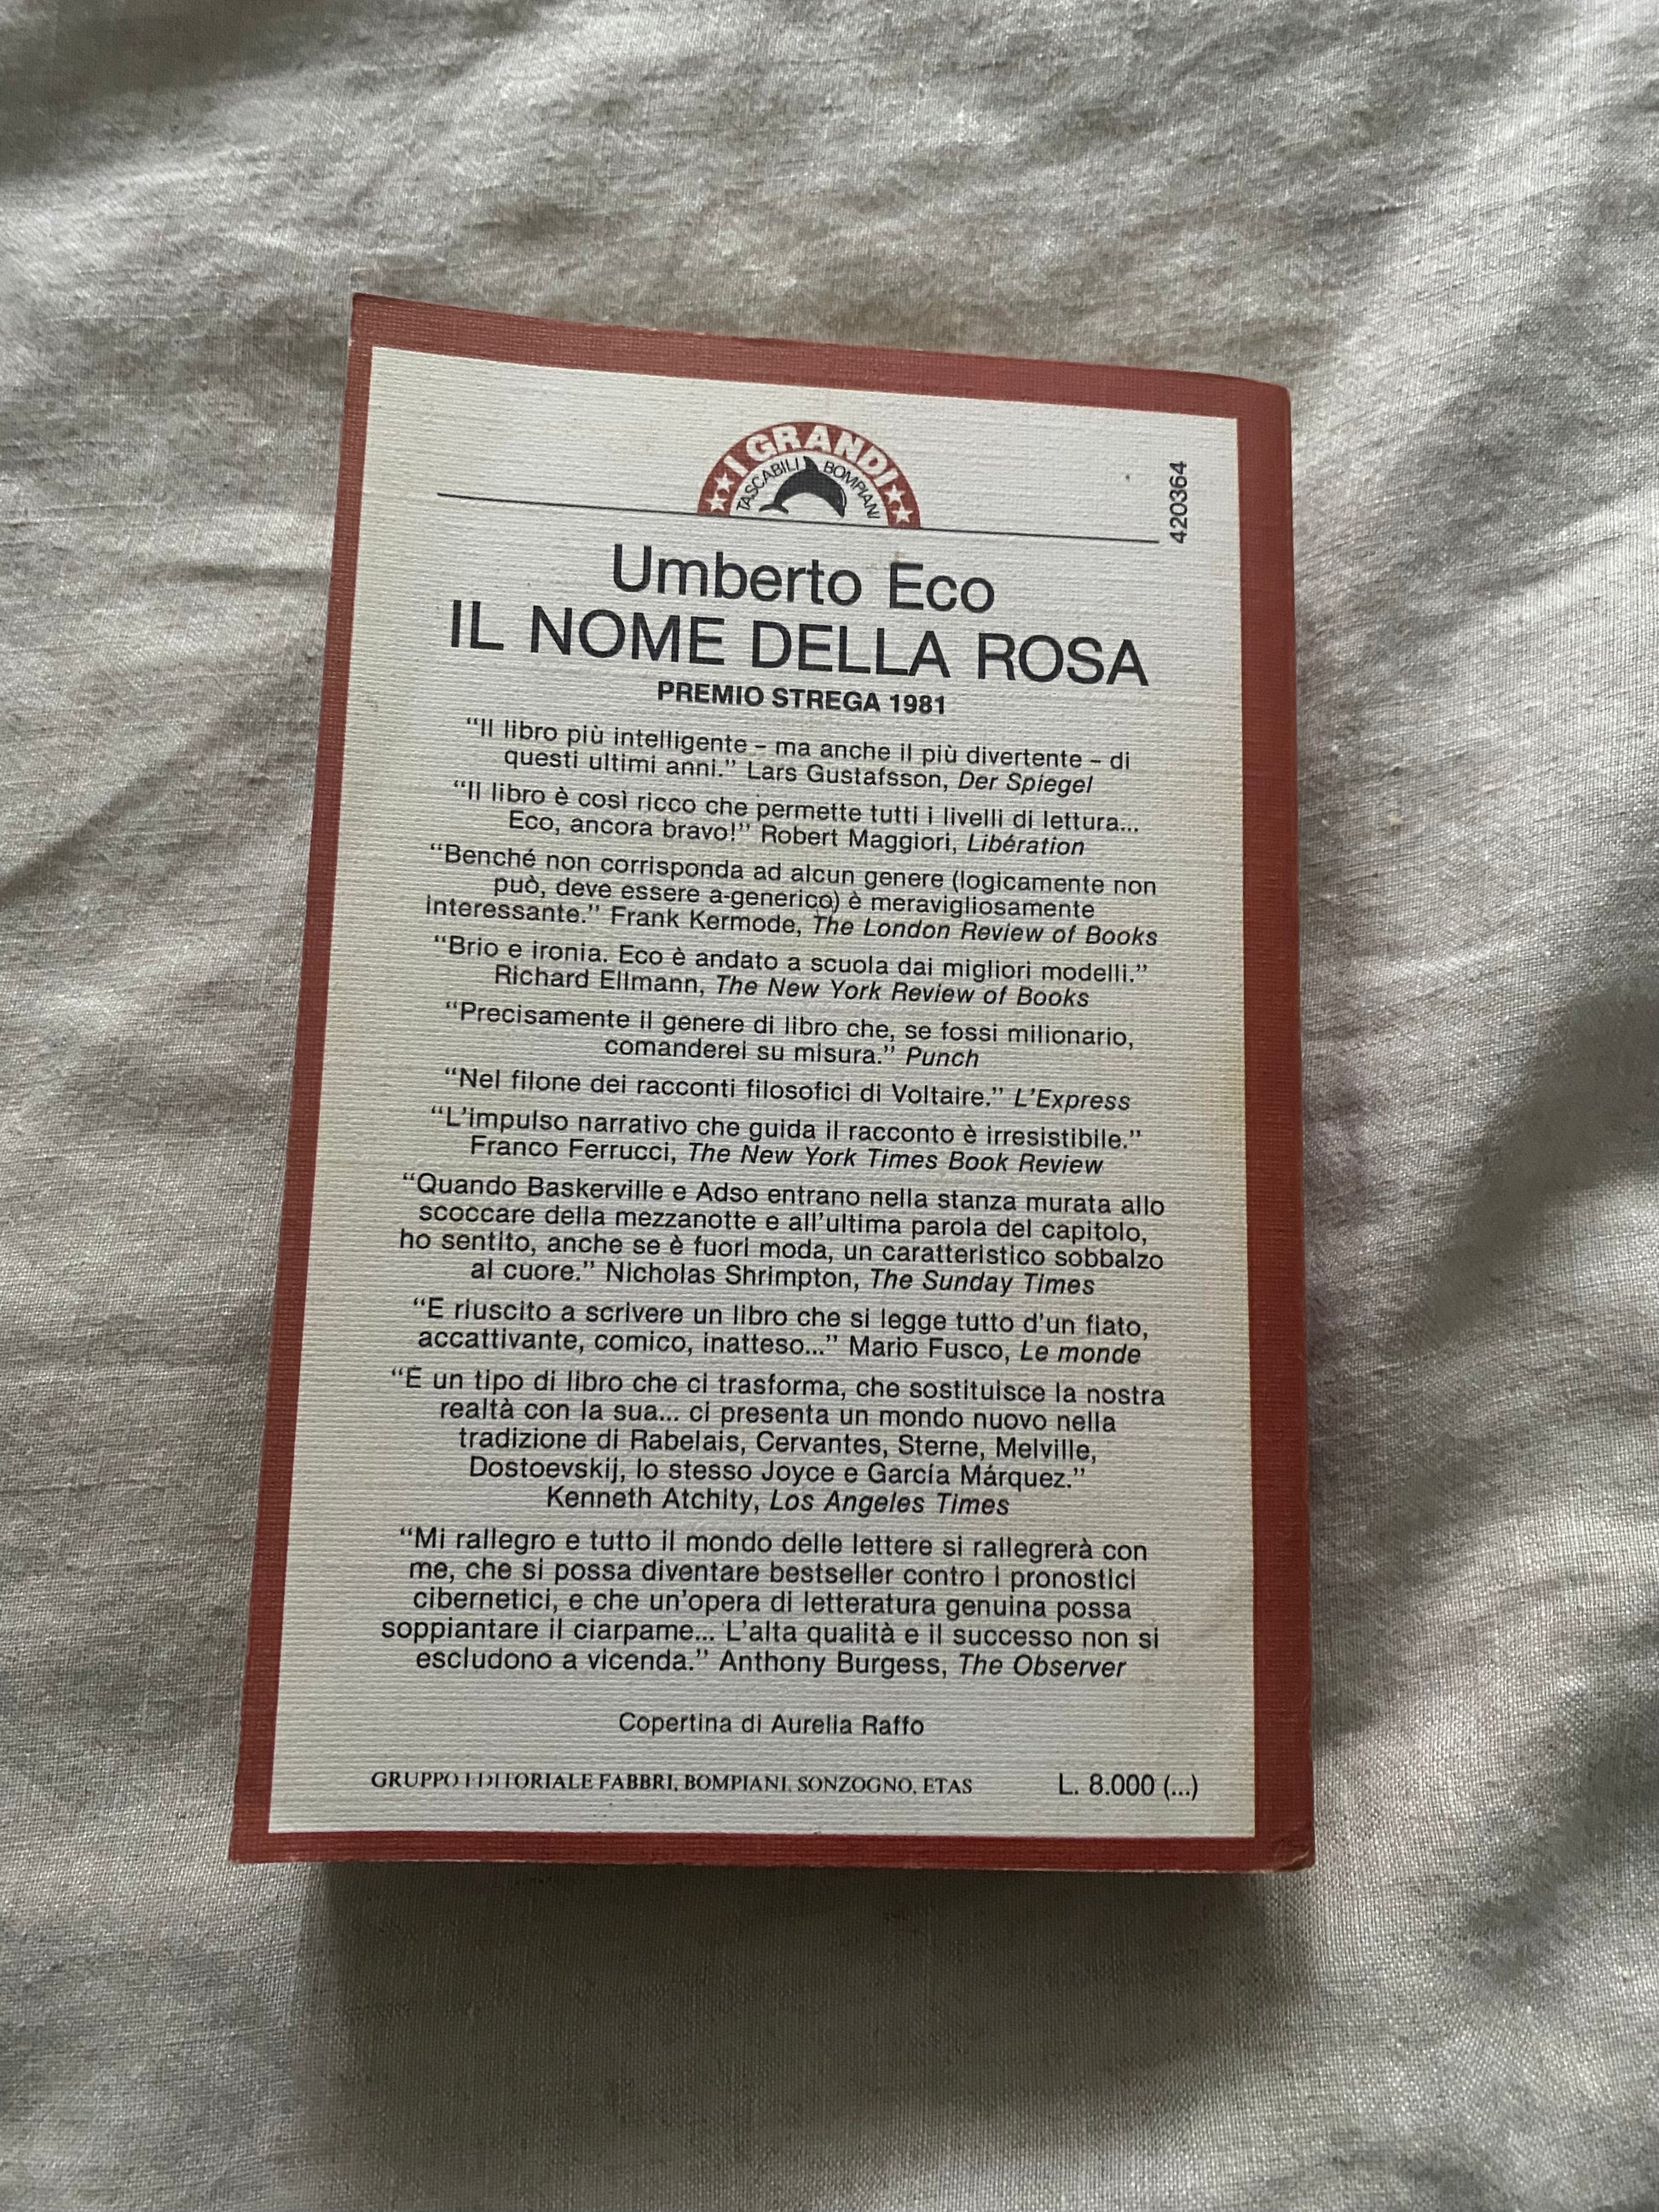 I GRANDI
TASCABILI BOMPIANI
420364
Umberto Eco
IL NOME DELLA ROSA
PREMIO STREGA 1981
“Il libro più intelligente – ma anche il più divertente – di
questi ultimi anni.” Lars Gustafsson, Der Spiegel
“Il libro è così ricco che permette tutti i livelli di lettura...
Eco, ancora bravo!” Robert Maggiori, Libération
“Benché non corrisponda ad alcun genere (logicamente non
può, deve essere a-generico) è meravigliosamente
interessante.” Frank Kermode, The London Review of Books
“Brio e ironia. Eco è andato a scuola dai migliori modelli.”
Richard Ellmann, The New York Review of Books
“Precisamente il genere di libro che, se fossi milionario,
comanderei su misura.” Punch
“Nel filone dei racconti filosofici di Voltaire.” L'Express
“L'impulso narrativo che guida il racconto è irresistibile.”
Franco Ferrucci, The New York Times Book Review
“Quando Baskerville e Adso entrano nella stanza murata allo
scoccare della mezzanotte e all'ultima parola del capitolo,
ho sentito, anche se è fuori moda, un caratteristico sobbalzo
al cuore.” Nicholas Shrimpton, The Sunday Times
“E riuscito a scrivere un libro che si legge tutto d'un fiato,
accattivante, comico, inatteso...” Mario Fusco, Le monde
“È un tipo di libro che ci trasforma, che sostituisce la nostra
realtà con la sua... ci presenta un mondo nuovo nella
tradizione di Rabelais, Cervantes, Sterne, Melville,
Dostoevskij, lo stesso Joyce e García Márquez.”
Kenneth Atchity, Los Angeles Times
“Mi rallegro e tutto il mondo delle lettere si rallegrerà con
me, che si possa diventare bestseller contro i pronostici
cibernetici, e che un'opera di letteratura genuina possa
soppiantare il ciarpame... L'alta qualità e il successo non si
escludono a vicenda.” Anthony Burgess, The Observer
Copertina di Aurelia Raffo
GRUPPO EDITORIALE FABBRI, BOMPIANI, SONZOGNO, ETAS
L. 8.000 (...)